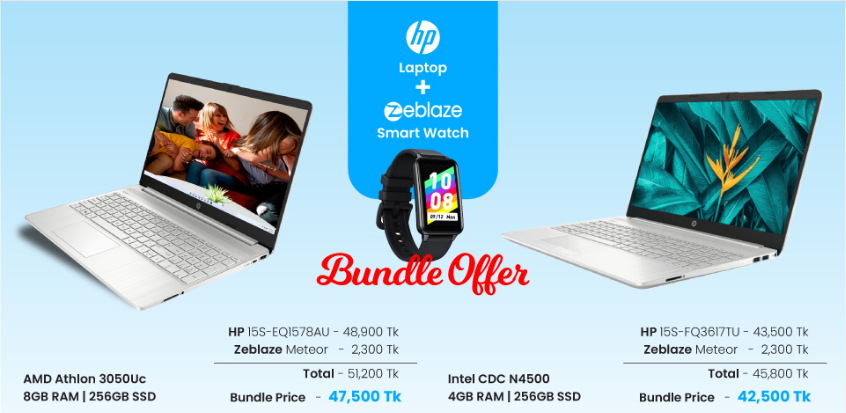 hp
Laptop
+
Zeblaze
Smart Watch
10
08
09/12 Mon
Bundle Offer
HP 15S-EQ1578AU - 48,900 Tk
Zeblaze Meteor - 2,300 Tk
Total - 51,200 Tk
AMD Athlon 3050Uc
8GB RAM | 256GB SSD
Bundle Price - 47,500 Tk
HP 15S-FQ3617TU - 43,500 Tk
Zeblaze Meteor - 2,300 Tk
Total - 45,800 Tk
Intel CDC N4500
4GB RAM | 256GB SSD
Bundle Price - 42,500 Tk